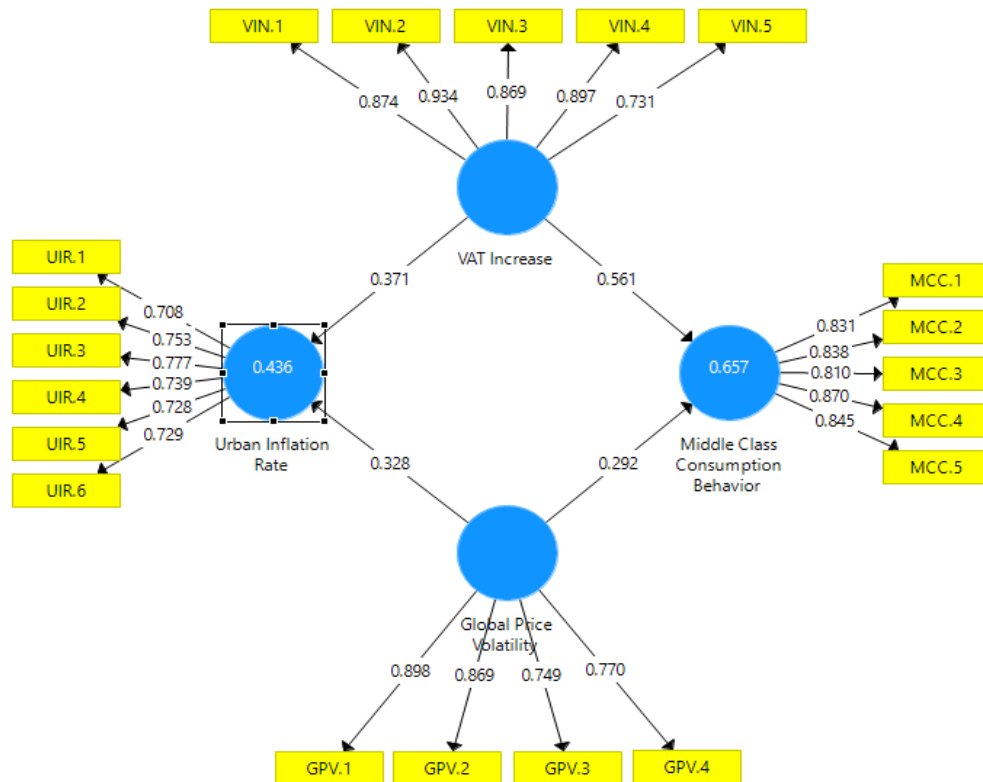 VIN.1
VIN.2
VIN.3
VIN.4
VIN.5
0.874
0.934
0.869
0.897
0.731
VAT Increase
0.371
0.561
UIR.1
UIR.2
UIR.3
UIR.4
UIR.5
UIR.6
0.708
0.753
0.777
0.739
0.728
0.729
0.436
Urban Inflation
Rate
0.657
Middle Class
Consumption
Behavior
0.831
0.838
0.810
0.870
0.845
MCC.1
MCC.2
MCC.3
MCC.4
MCC.5
0.328
0.292
Global Price
Volatility
0.898
0.869
0.749
0.770
GPV.1
GPV.2
GPV.3
GPV.4